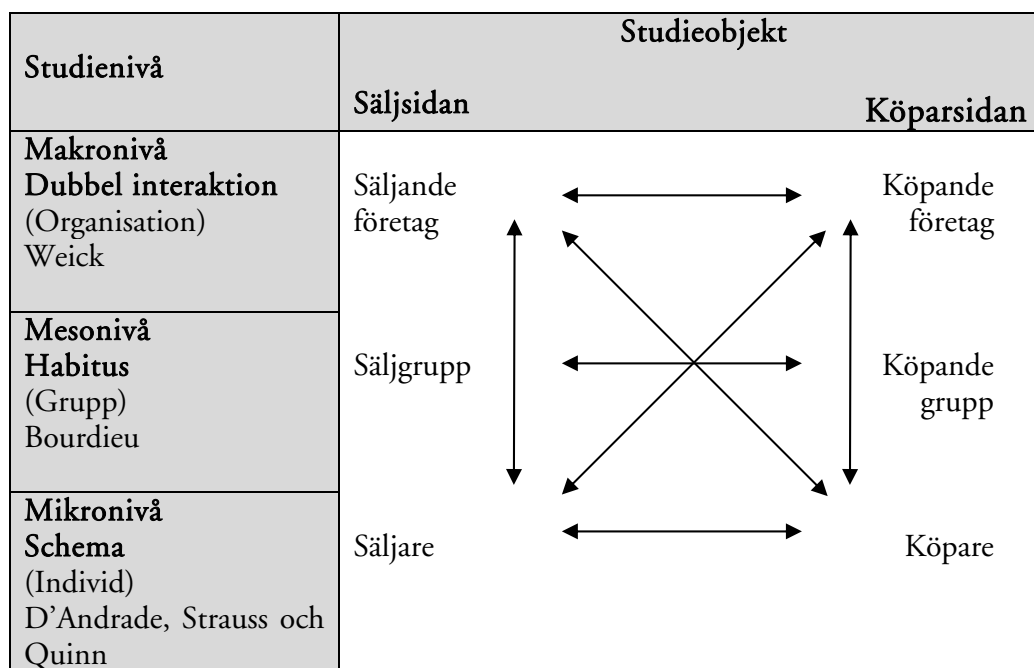 Studieobjekt
Studienivå
Säljsidan
Köparsidan
Makronivå
Dubbel interaktion
(Organisation)
Weick
Säljande
företag
Köpande
företag
Mesonivå
Habitus
(Grupp)
Bourdieu
Säljgrupp
Köpande
grupp
Mikronivå
Schema
(Individ)
D’Andrade, Strauss och
Quinn
Säljare
Köpare